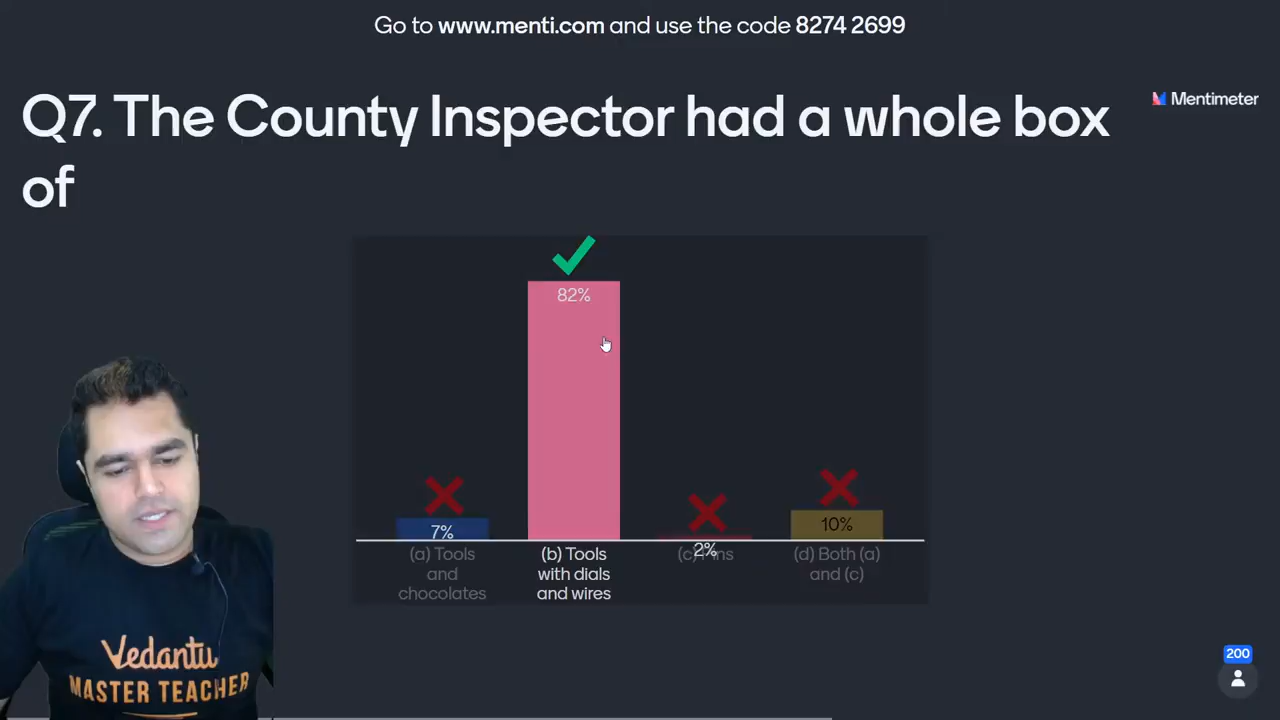 Go to www.menti.com and use the code 8274 2699
Q7. The County Inspector had a whole box
of
Mentimeter
82%
7%
2%
10%
(a) Tools
and
chocolates
(b) Tools
with dials
and wires
(c)
(d) Both (a)
and (c)
Vedantu
MASTER TEACHER
200